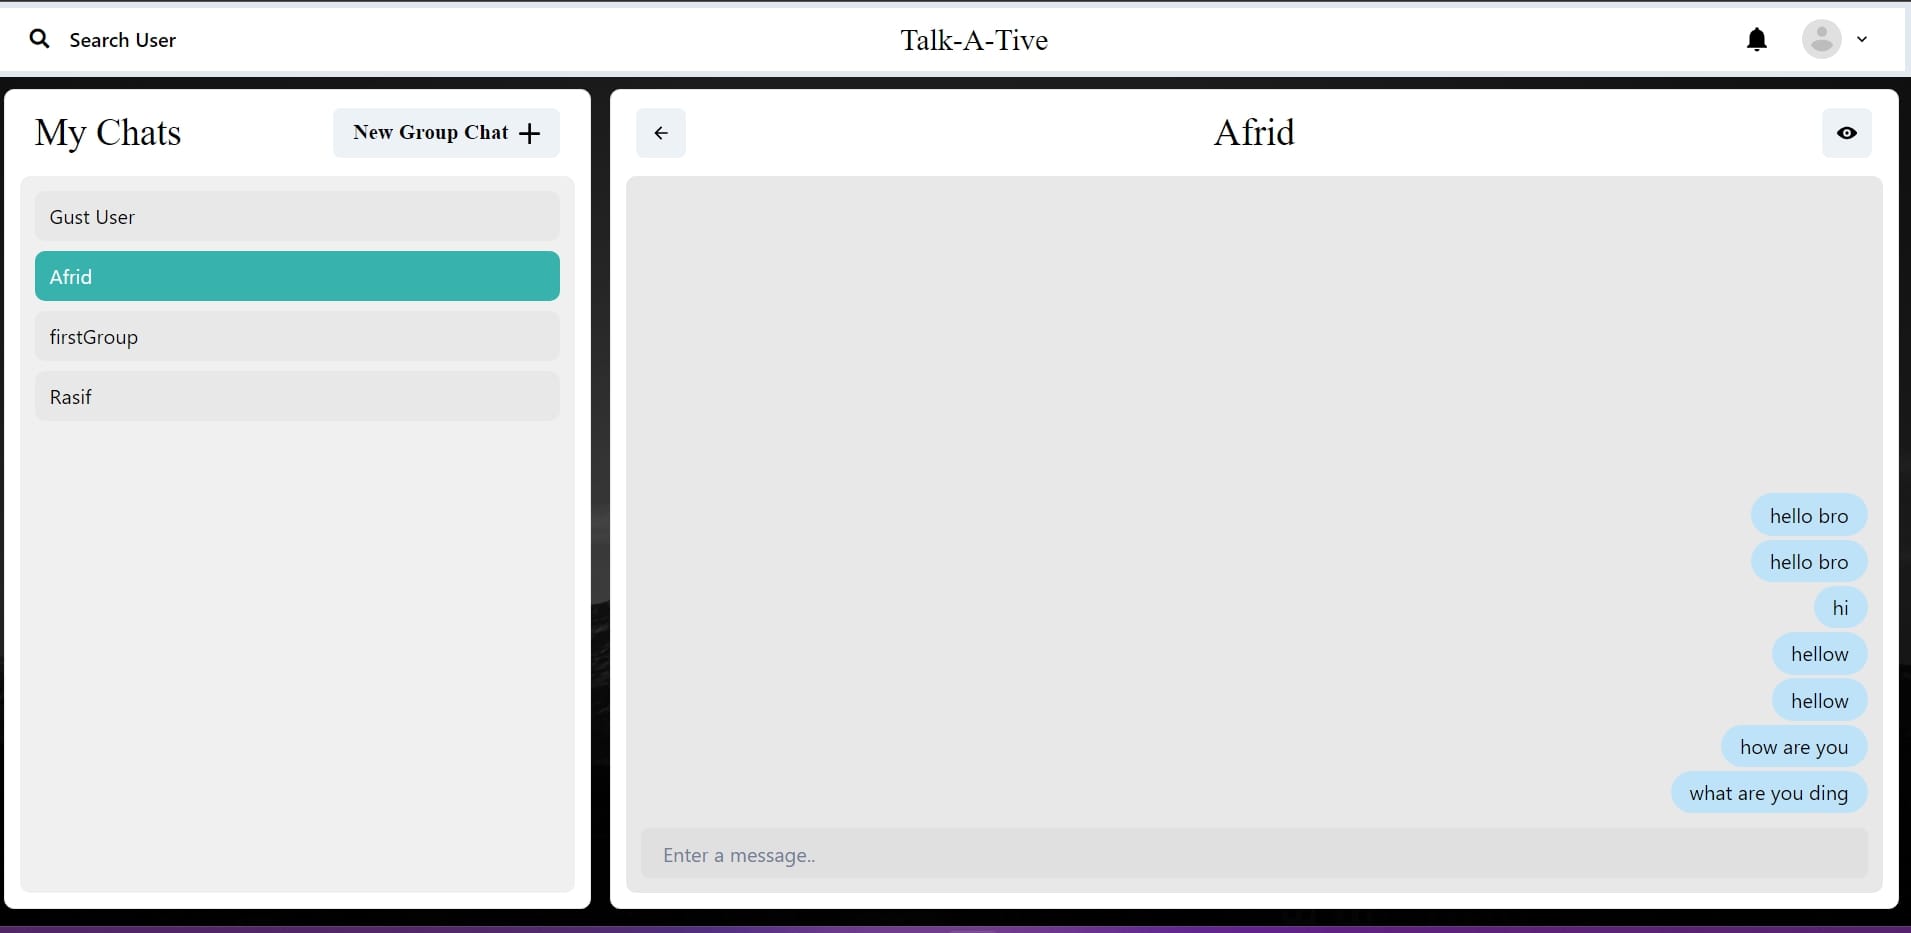 Search User
Talk-A-Tive
My Chats
New Group Chat
Gust User
Afrid
firstGroup
Rasif
Afrid
hello bro
hello bro
hi
hellow
hellow
how are you
what are you ding
Enter a message..